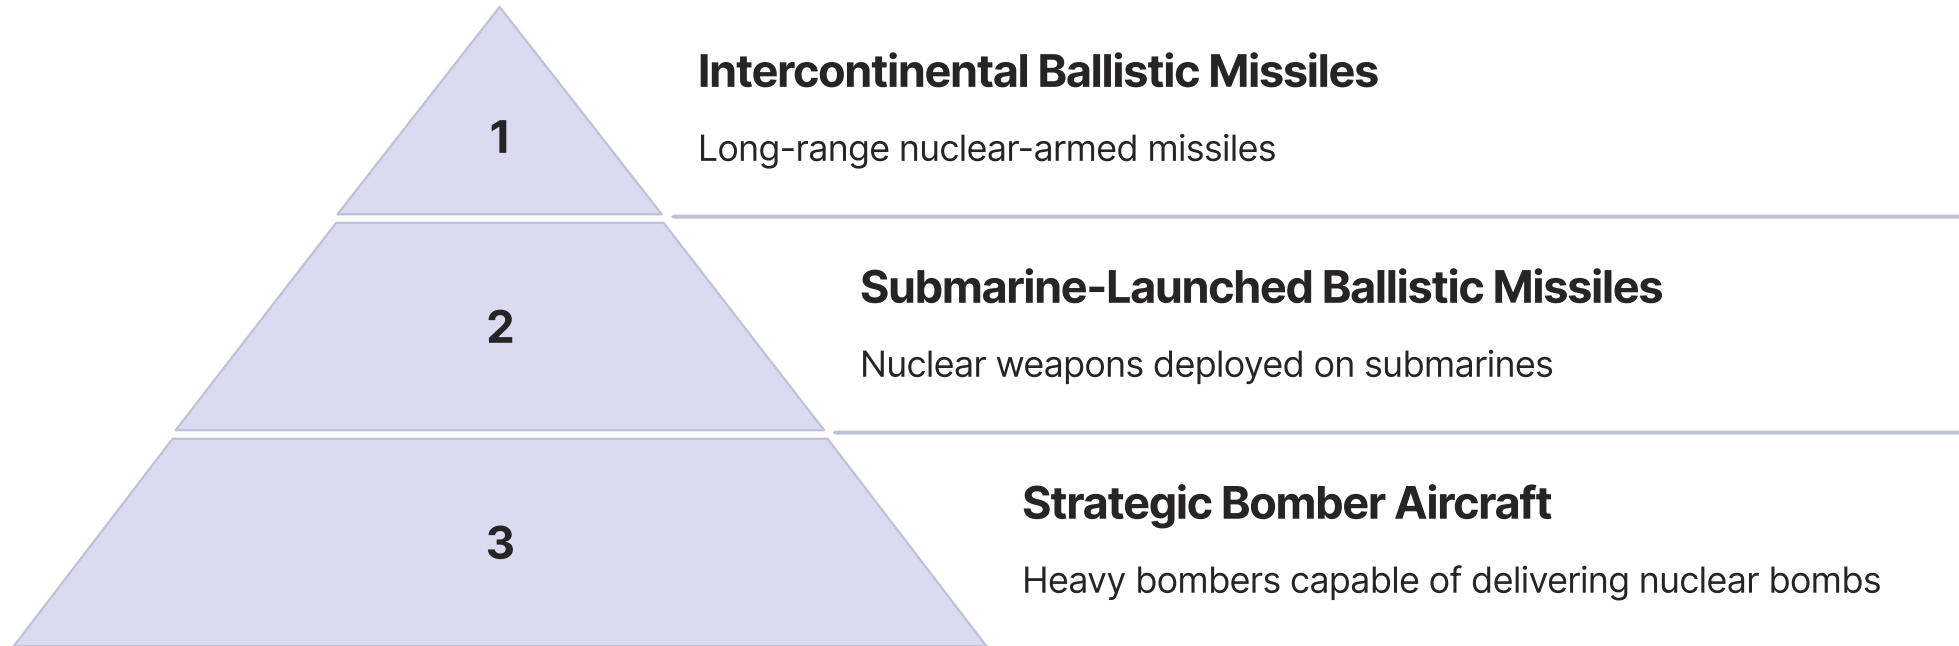 1
Intercontinental Ballistic Missiles
Long-range nuclear-armed missiles
2
Submarine-Launched Ballistic Missiles
Nuclear weapons deployed on submarines
3
Strategic Bomber Aircraft
Heavy bombers capable of delivering nuclear bombs